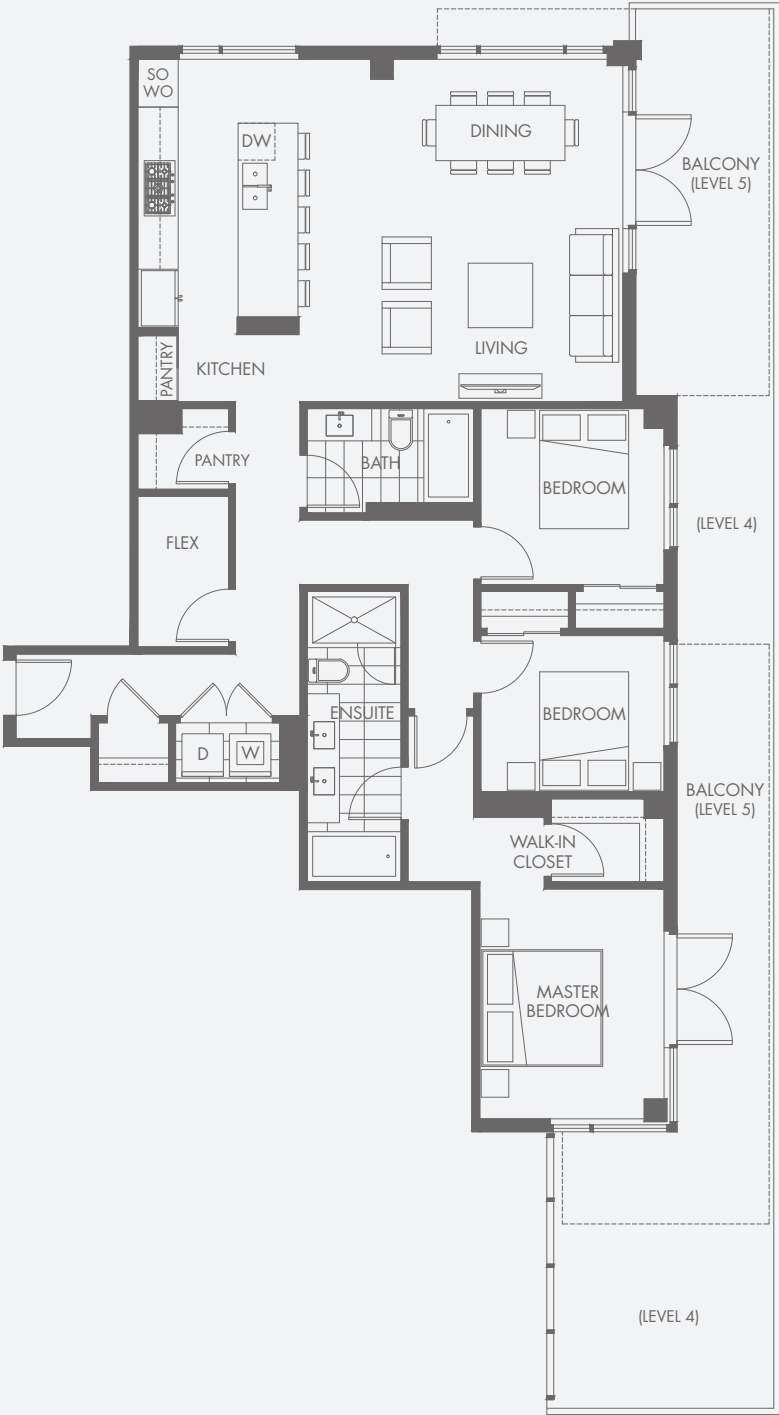 SO
WO
DW
DINING
BALCONY
(LEVEL 5)
LIVING
PANTRY
KITCHEN
PANTRY
BATH
BEDROOM
(LEVEL 4)
FLEX
ENSUITE
BEDROOM
D
W
BALCONY
(LEVEL 5)
WALK-IN
CLOSET
MASTER
BEDROOM
(LEVEL 4)